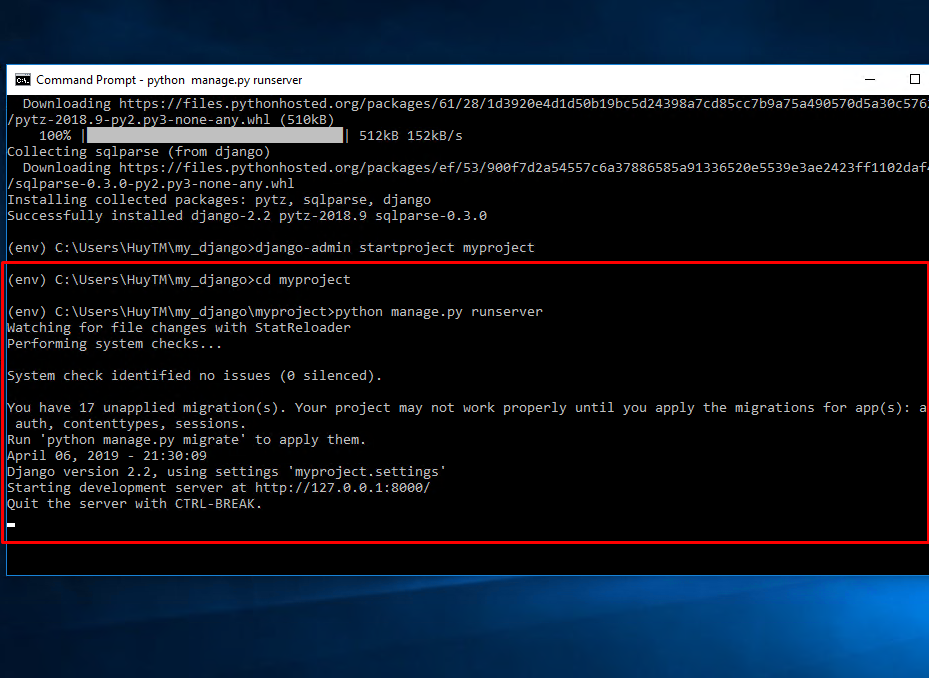 Command Prompt - python  manage.py runserver
  Downloading https://files.pythonhosted.org/packages/61/28/1d3920e4d1d50b19bc5d24398a7cd85cc7b9a75a490570d5a30c576
/pytz-2018.9-py2.py3-none-any.whl (510kB)
    100% |                                | 512kB 152kB/s
Collecting sqlparse (from django)
  Downloading https://files.pythonhosted.org/packages/ef/53/900f7d2a54557c6a37886585a91336520e5539e3ae2423ff1102daf
/sqlparse-0.3.0-py2.py3-none-any.whl
Installing collected packages: pytz, sqlparse, django
Successfully installed django-2.2 pytz-2018.9 sqlparse-0.3.0
(env) C:\Users\HuyTM\my_django>django-admin startproject myproject
(env) C:\Users\HuyTM\my_django>cd myproject
(env) C:\Users\HuyTM\my_django\myproject>python manage.py runserver
Watching for file changes with StatReloader
Performing system checks...
System check identified no issues (0 silenced).
You have 17 unapplied migration(s). Your project may not work properly until you apply the migrations for app(s): a
 auth, contenttypes, sessions.
Run 'python manage.py migrate' to apply them.
April 06, 2019 - 21:30:09
Django version 2.2, using settings 'myproject.settings'
Starting development server at http://127.0.0.1:8000/
Quit the server with CTRL-BREAK.